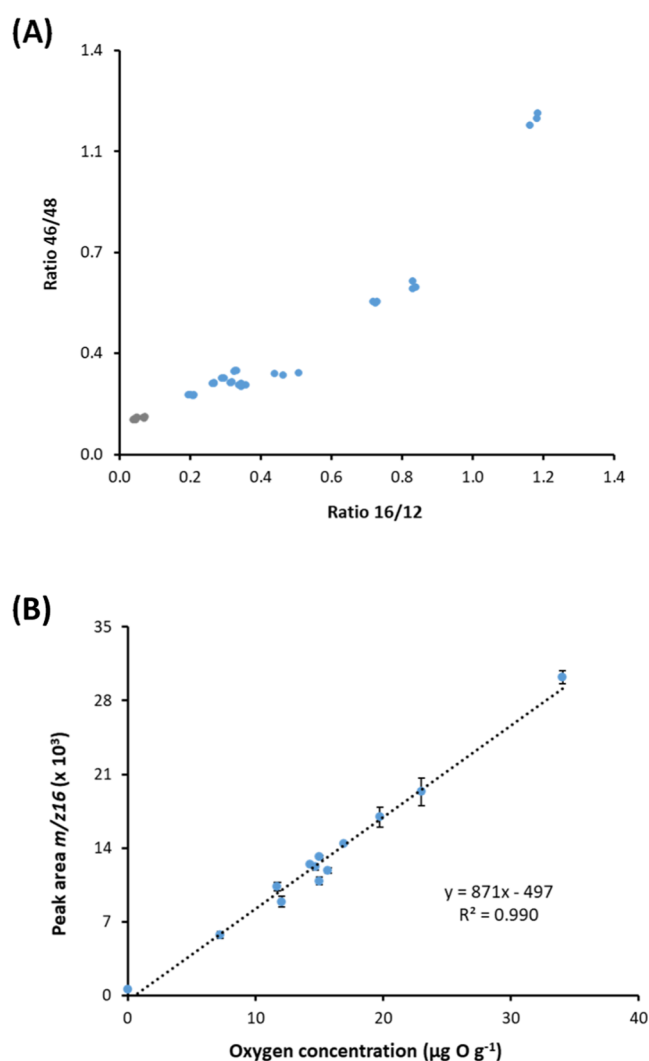 (A)
1.4
1.1
0.7
0.4
0.0
Ratio 46/48
0.0 0.2 0.4 0.6 0.8 1.0 1.2 1.4
Ratio 16/12
(B)
35
28
21
14
7
0
Peak area m/z16 (x 10³)
y = 871x - 497
R² = 0.990
0 10 20 30 40
Oxygen concentration (µg O g⁻¹)